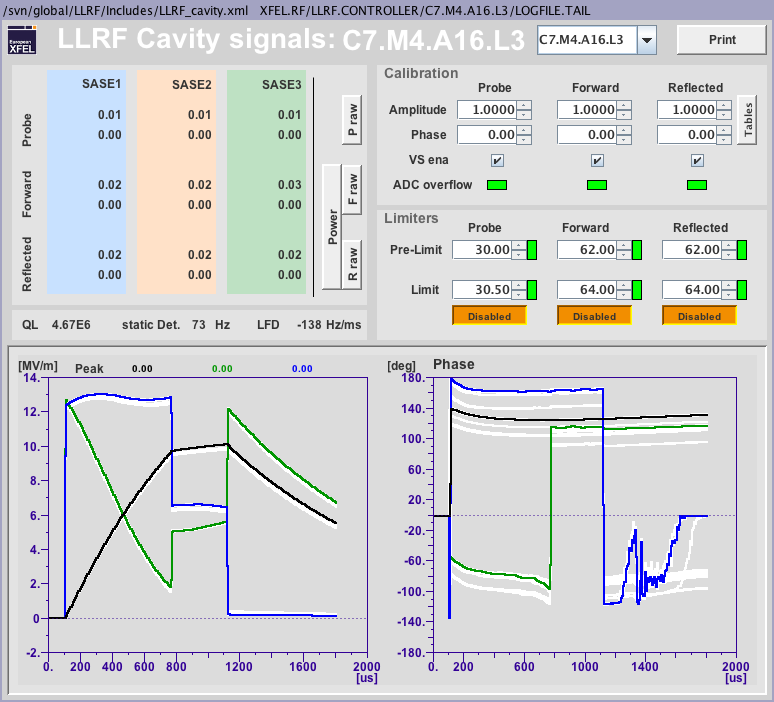 /svn/global/LLRF/Includes/LLRF_cavity.xml XFEL.RF/LLRF.CONTROLLER/C7.M4.A16.L3/LOGFILE.TAIL
European
XFEL
LLRF Cavity signals: C7.M4.A16.L3
C7.M4.A16.L3
Print
SASE1 SASE2 SASE3
Probe
0.01 0.01 0.01
0.00 0.00 0.00
P raw
Forward
0.02 0.02 0.03
0.00 0.00 0.00
Power
F raw
Reflected
0.02 0.02 0.02
0.00 0.00 0.00
R raw
QL 4.67E6 static Det. 73 Hz LFD -138 Hz/ms
Calibration
Probe Forward Reflected
Amplitude 1.0000 1.0000 1.0000
Phase 0.00 0.00 0.00
Tables
VS ena
ADC overflow
Limiters
Probe Forward Reflected
Pre-Limit 30.00 62.00 62.00
Limit 30.50 64.00 64.00
Disabled Disabled Disabled
[MV/m] Peak 0.00 0.00 0.00
14.
12.
10.
8.
6.
4.
2.
0
-2.
0. 200 400 600 800 1200 1600 2000
[us]
[deg] Phase
180.
140.
100.
60.
20.
-20.
-60.
-100.
-140.
-180.
0. 200 600 1000 1400 2000
[us]